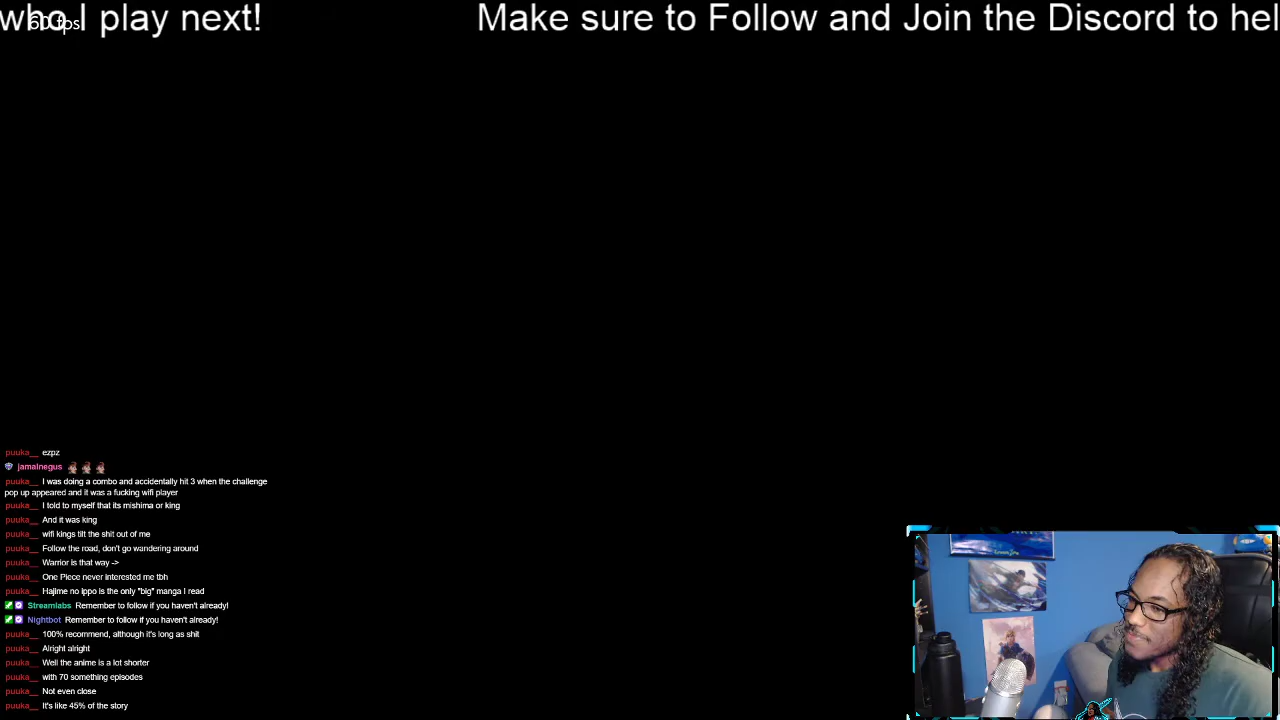 who I play next! Make sure to Follow and Join the Discord to hel
60 fps
puuka__ ezpz
jamalnegus
puuka__ I was doing a combo and accidentally hit 3 when the challenge
pop up appeared and it was a fucking wifi player
puuka__ I told to myself that its mishima or king
puuka__ And it was king
puuka__ wifi kings tilt the shit out of me
puuka__ Follow the road, don't go wandering around
puuka__ Warrior is that way ->
puuka__ One Piece never interested me tbh
puuka__ Hajime no ippo is the only "big" manga I read
Streamlabs Remember to follow if you haven't already!
Nightbot Remember to follow if you haven't already!
puuka__ 100% recommend, although it's long as shit
puuka__ Alright alright
puuka__ Well the anime is a lot shorter
puuka__ with 70 something episodes
puuka__ Not even close
puuka__ It's like 45% of the story